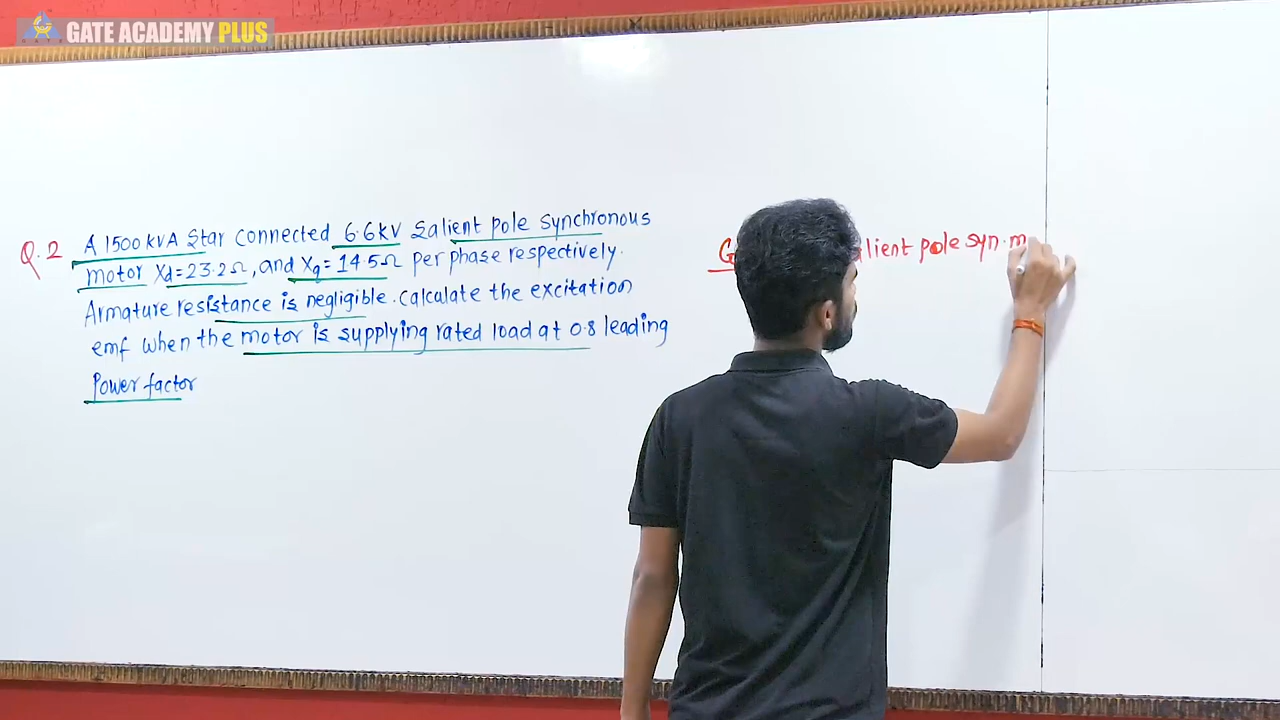 GATE ACADEMY PLUS
Q.2 A 1500 kVA Star connected 6.6kV Salient pole synchronous
motor Xd=23.2Ω, and Xq=14.5Ω per phase respectively.
Armature resistance is negligible. calculate the excitation
emf when the motor is supplying rated load at 0.8 leading
Power factor
alient pole syn. m